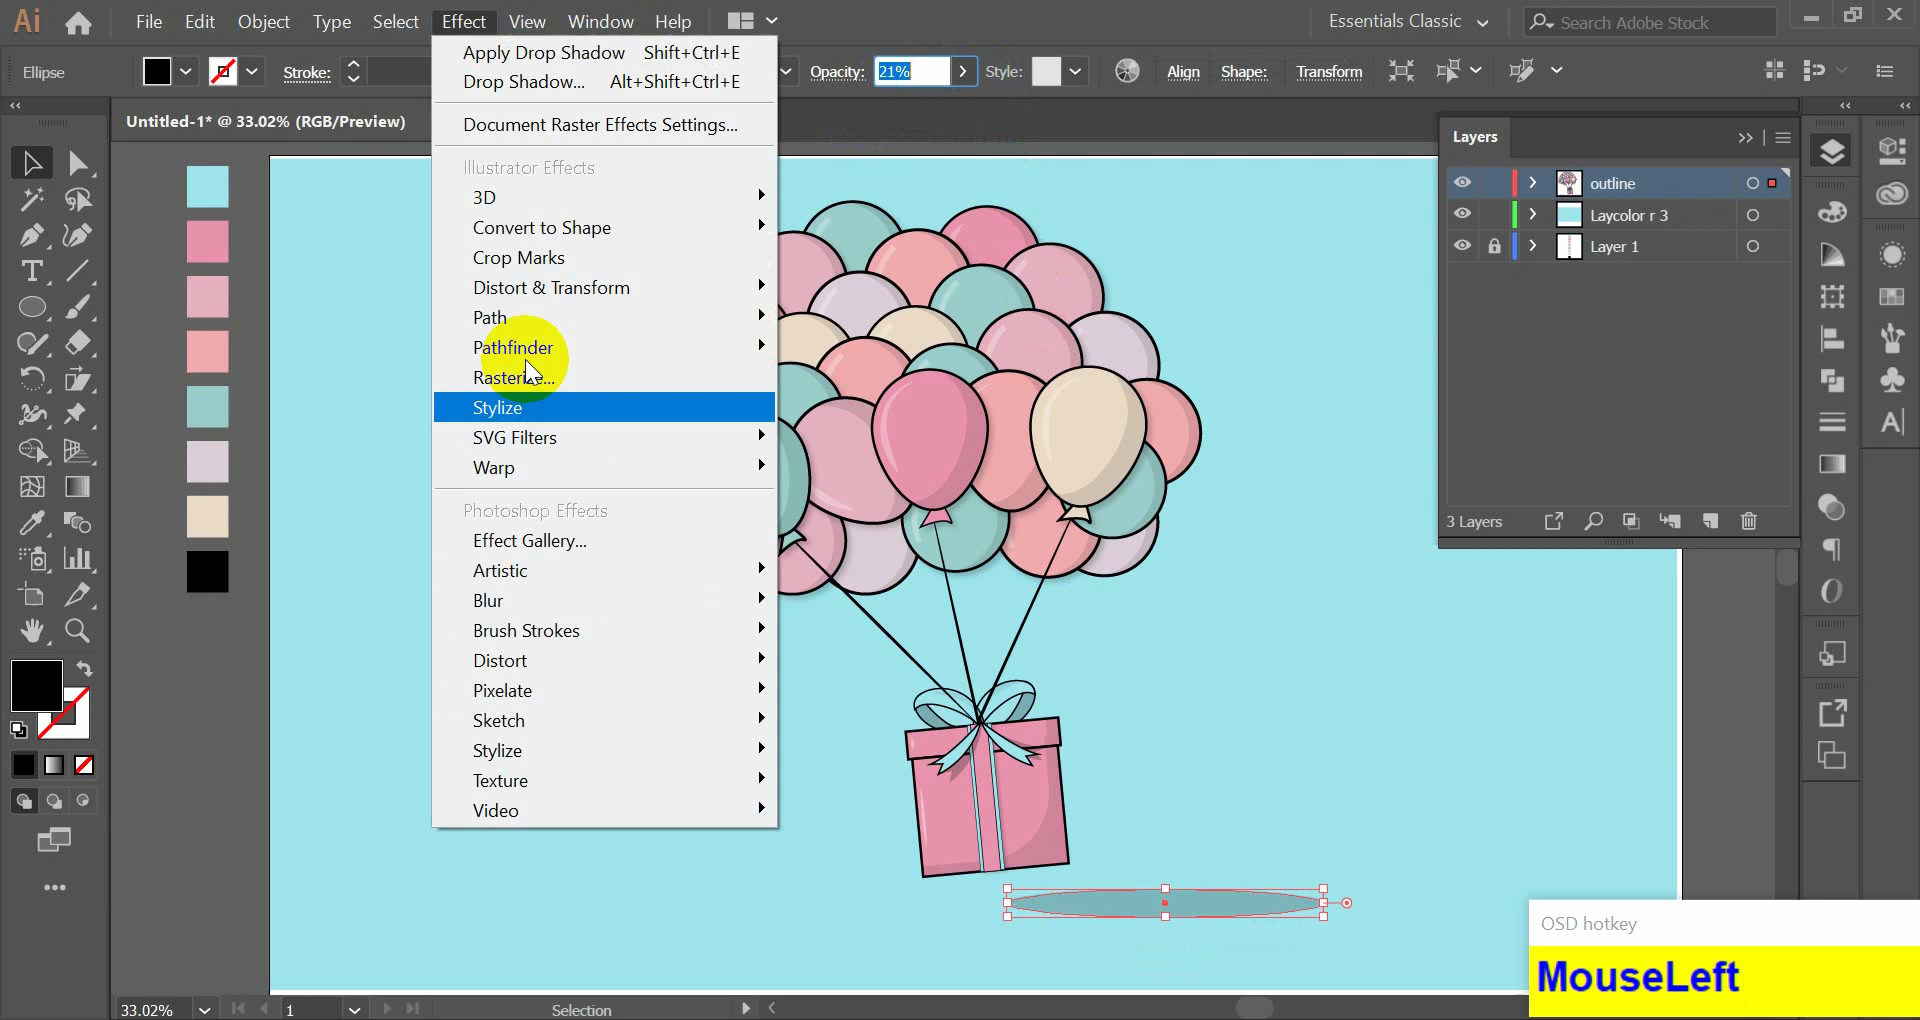 Ai File Edit Object Type Select Effect View Window Help Essentials Classic Search Adobe Stock
Ellipse Stroke: Opacity: 21% Style: Align Shape: Transform
Untitled-1* @ 33.02% (RGB/Preview)
Apply Drop Shadow Shift+Ctrl+E
Drop Shadow... Alt+Shift+Ctrl+E
Document Raster Effects Settings...
Illustrator Effects
3D
Convert to Shape
Crop Marks
Distort & Transform
Path
Pathfinder
Rasterize...
Stylize
SVG Filters
Warp
Photoshop Effects
Effect Gallery...
Artistic
Blur
Brush Strokes
Distort
Pixelate
Sketch
Stylize
Texture
Video
Layers
outline
Laycolor r 3
Layer 1
3 Layers
OSD hotkey
MouseLeft
33.02% 1 Selection